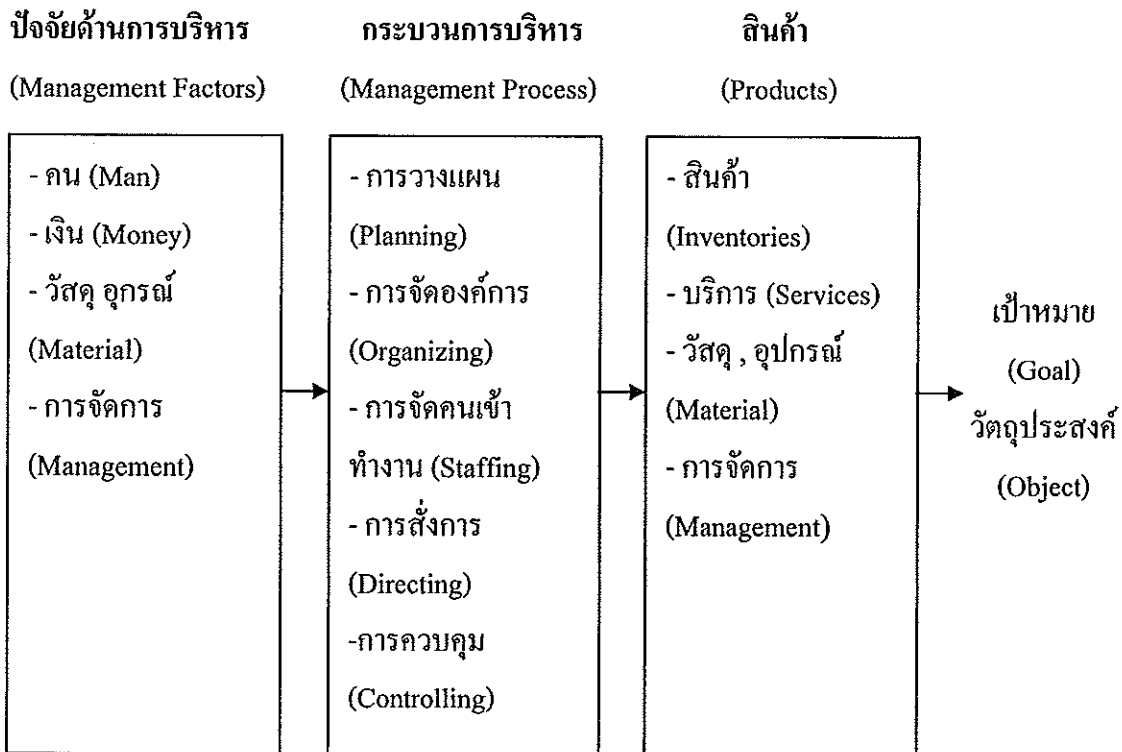 ปัจจัยด้านการบริหาร
(Management Factors)
กระบวนการบริหาร
(Management Process)
สินค้า
(Products)
- คน (Man)
- เงิน (Money)
- วัสดุ อุกรณ์
(Material)
- การจัดการ
(Management)
- การวางแผน
(Planning)
- การจัดองค์การ
(Organizing)
- การจัดคนเข้า
ทำงาน (Staffing)
- การสั่งการ
(Directing)
-การควบคุม
(Controlling)
- สินค้า
(Inventories)
- บริการ (Services)
- วัสดุ , อุปกรณ์
(Material)
- การจัดการ
(Management)
เป้าหมาย
(Goal)
วัตถุประสงค์
(Object)